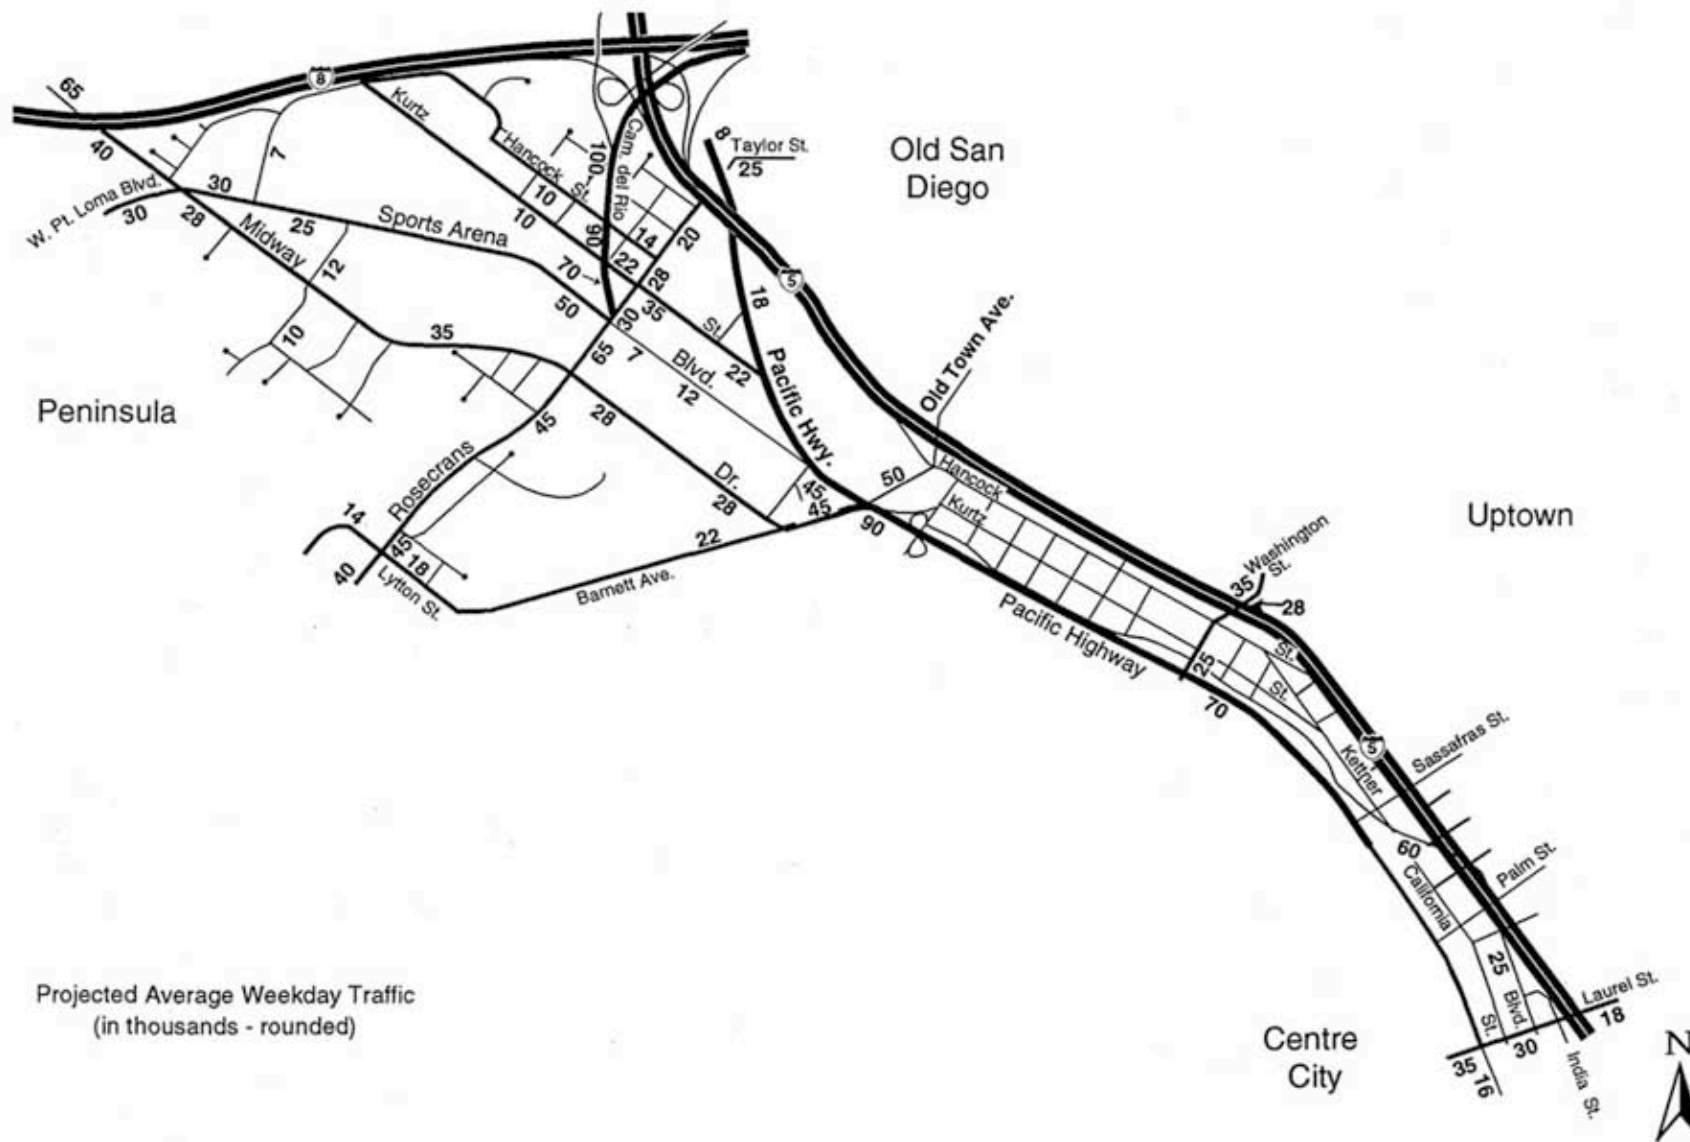 65
8
40
Kurtz
Hancock
St.
100
Cam. del Rio
8
Taylor St.
25
Old San
Diego
7
W. Pt. Loma Blvd.
30
30
28
25
Sports Arena
Midway
12
10
10
10
90
14
20
22
28
70
50
30
35
St.
18
5
35
65
7
Blvd.
12
22
Pacific Hwy.
Old Town Ave.
Peninsula
45
28
Dr.
28
Rosecrans
14
45
18
40
Lytton St.
22
Barnett Ave.
45
45
50
90
Hancock
Kurtz
Uptown
Washington
St.
35
28
Pacific Highway
25
St.
St.
70
5
Sassafras St.
Kettner
60
California
Palm St.
25
Blvd.
St.
Laurel St.
18
30
35
16
India St.
Projected Average Weekday Traffic
(in thousands - rounded)
Centre
City
N